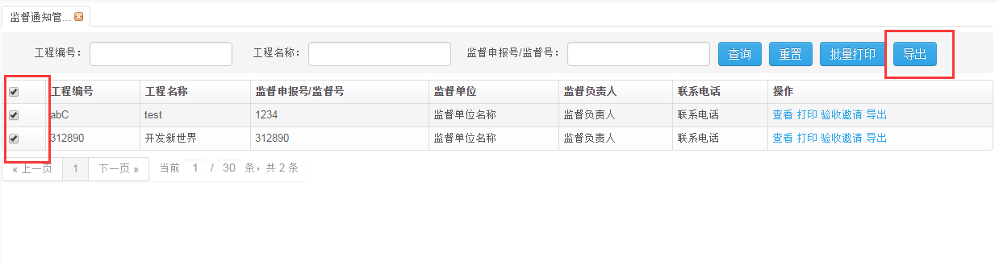 监督通知管...
工程编号： 工程名称： 监督申报号/监督号： 查询 重置 批量打印 导出
工程编号 工程名称 监督申报号/监督号 监督单位 监督负责人 联系电话 操作
abC test 1234 监督单位名称 监督负责人 联系电话 查看 打印 验收邀请 导出
312890 开发新世界 312890 监督单位名称 监督负责人 联系电话 查看 打印 验收邀请 导出
« 上一页 1 下一页 » 当前 1 / 30 条，共 2 条